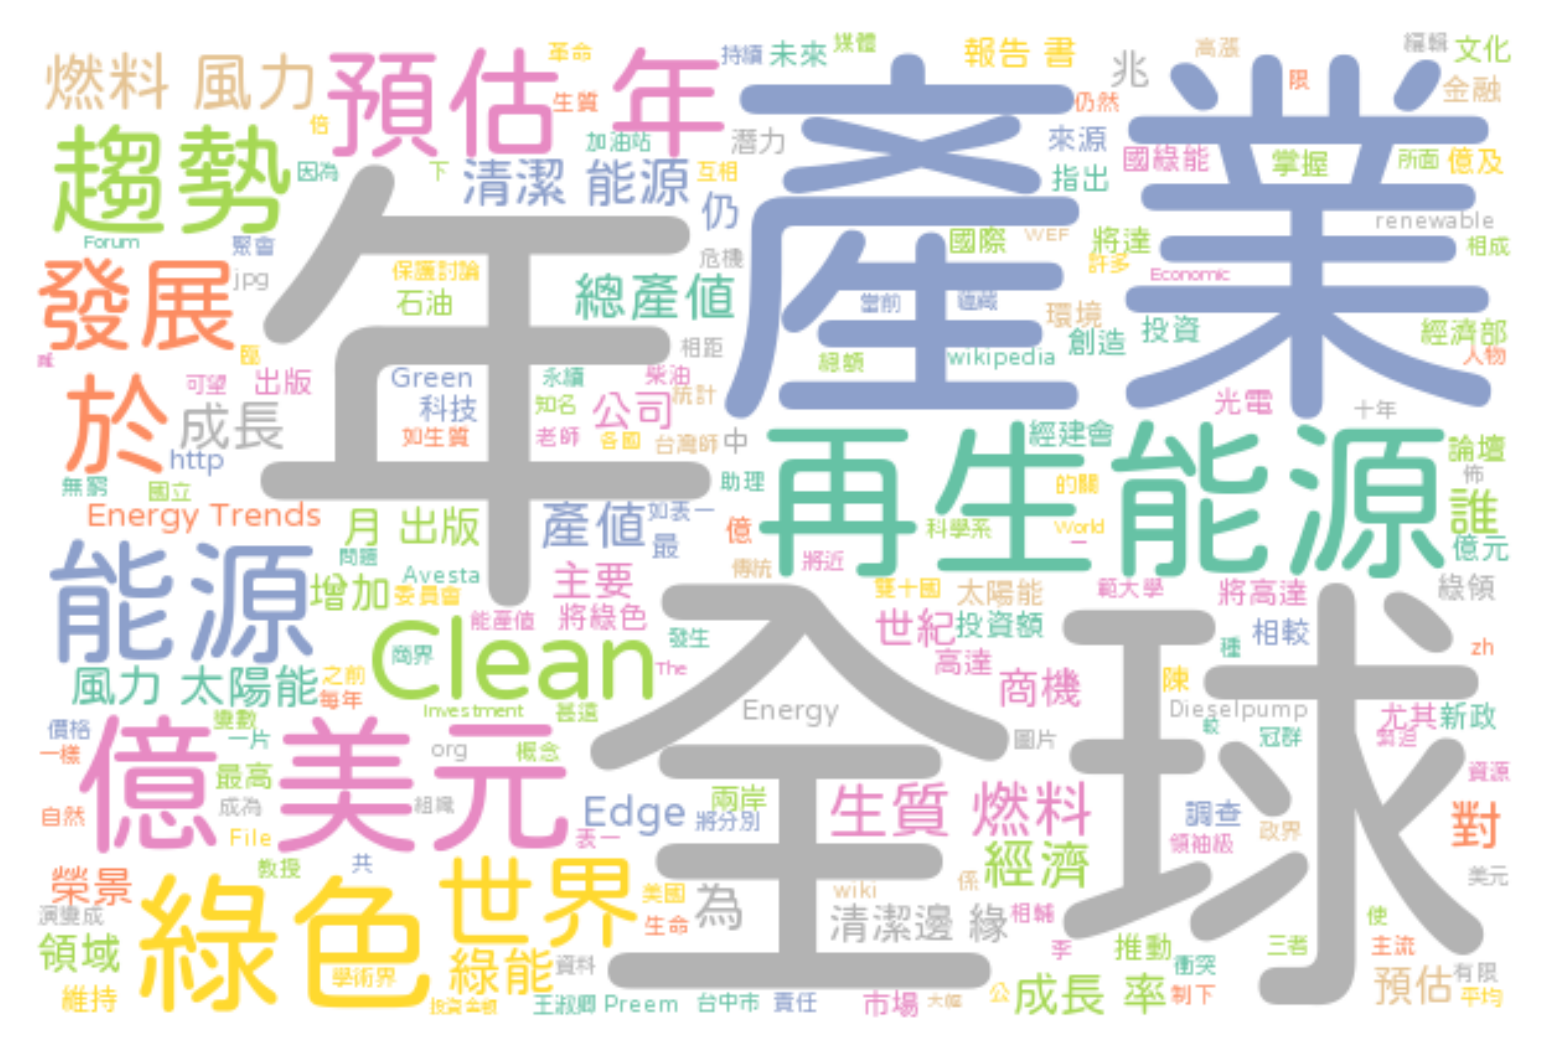 燃料 風力
預估 年
革命
持續
未來
媒體
報告 書
兆
高漲
編輯
文化
產業
趨勢
倍
生質
加油站
潛力
仍然
來源
限
金融
因為
下
清潔 能源
互相
指出
國綠能
掌握
所面
億及
Forum
聚會
年
仍
國際
WEF
將達
renewable
相成
發展
jpg
保護討論
危機
許多
Economic
石油
總產值
當前
蘊藏
環境
創造
投資
經濟部
人物
相距
總額
wikipedia
於
可望
出版
Green
永續
柴油
統計
光電
十年
成長
科技
知名
公司
http
如生質
老師
各國
台灣師
中
再生能源
經建會
論壇
佈
無窮
國立
助理
的關
誰
Energy Trends
月 出版
產值
如表一
億
科學系
World
一
億元
能源
問題
最
將近
增加
委員會
Avesta
主要
傳統
雙十國
太陽能
範大學
將高達
綠領
Clean
能產值
將綠色
全球
世紀
投資額
相較
商界
發生
種
zh
風力 太陽能
之前
每年
The
高達
商機
陳
價格
變數
一片
Investment
甚遠
Energy
Dieselpump
尤其
新政
一樣
億 美元
org
概念
圖片
較
冠群
緊迫
最高
資源
自然
成為
組織
Edge
兩岸
將分別
生質 燃料
調查
政界
對
File
表一
領袖級
榮景
教授
共
世界
美國
為
wiki
係
經濟
美元
演變成
綠色
生命
清潔邊 緣
相輔
使
領域
學術界
綠能
資料
李
推動
三者
主流
衝突
維持
投資金額
王淑卿
Preem
台中市
責任
市場
大幅
公
成長 率
制下
預估
有限
平均